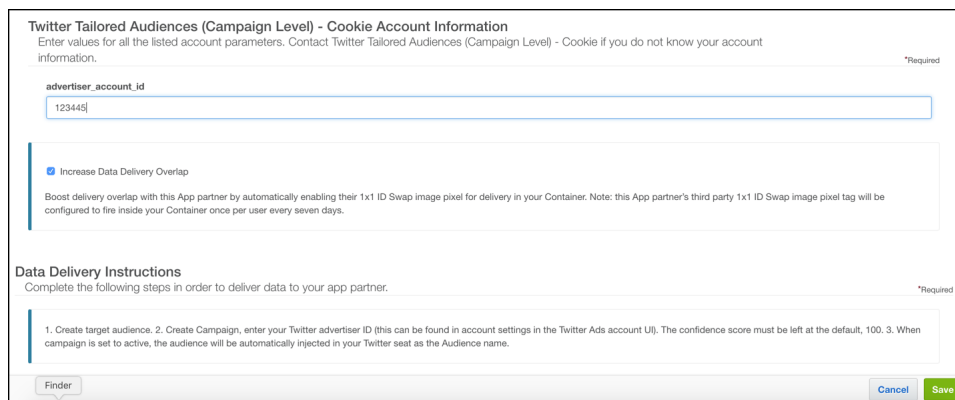 Twitter Tailored Audiences (Campaign Level) - Cookie Account Information
Enter values for all the listed account parameters. Contact Twitter Tailored Audiences (Campaign Level) - Cookie if you do not know your account
information.
*Required
advertiser_account_id
123445
Increase Data Delivery Overlap
Boost delivery overlap with this App partner by automatically enabling their 1x1 ID Swap image pixel for delivery in your Container. Note: this App partner's third party 1x1 ID Swap image pixel tag will be
configured to fire inside your Container once per user every seven days.
Data Delivery Instructions
Complete the following steps in order to deliver data to your app partner.
*Required
1. Create target audience. 2. Create Campaign, enter your Twitter advertiser ID (this can be found in account settings in the Twitter Ads account UI). The confidence score must be left at the default, 100. 3. When
campaign is set to active, the audience will be automatically injected in your Twitter seat as the Audience name.
Finder
Cancel
Save